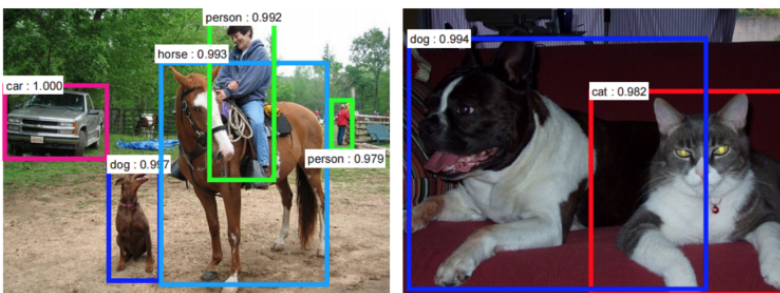 person : 0.992
horse : 0.993
car : 1.000
dog : 0.997
person : 0.979
dog : 0.994
cat : 0.982